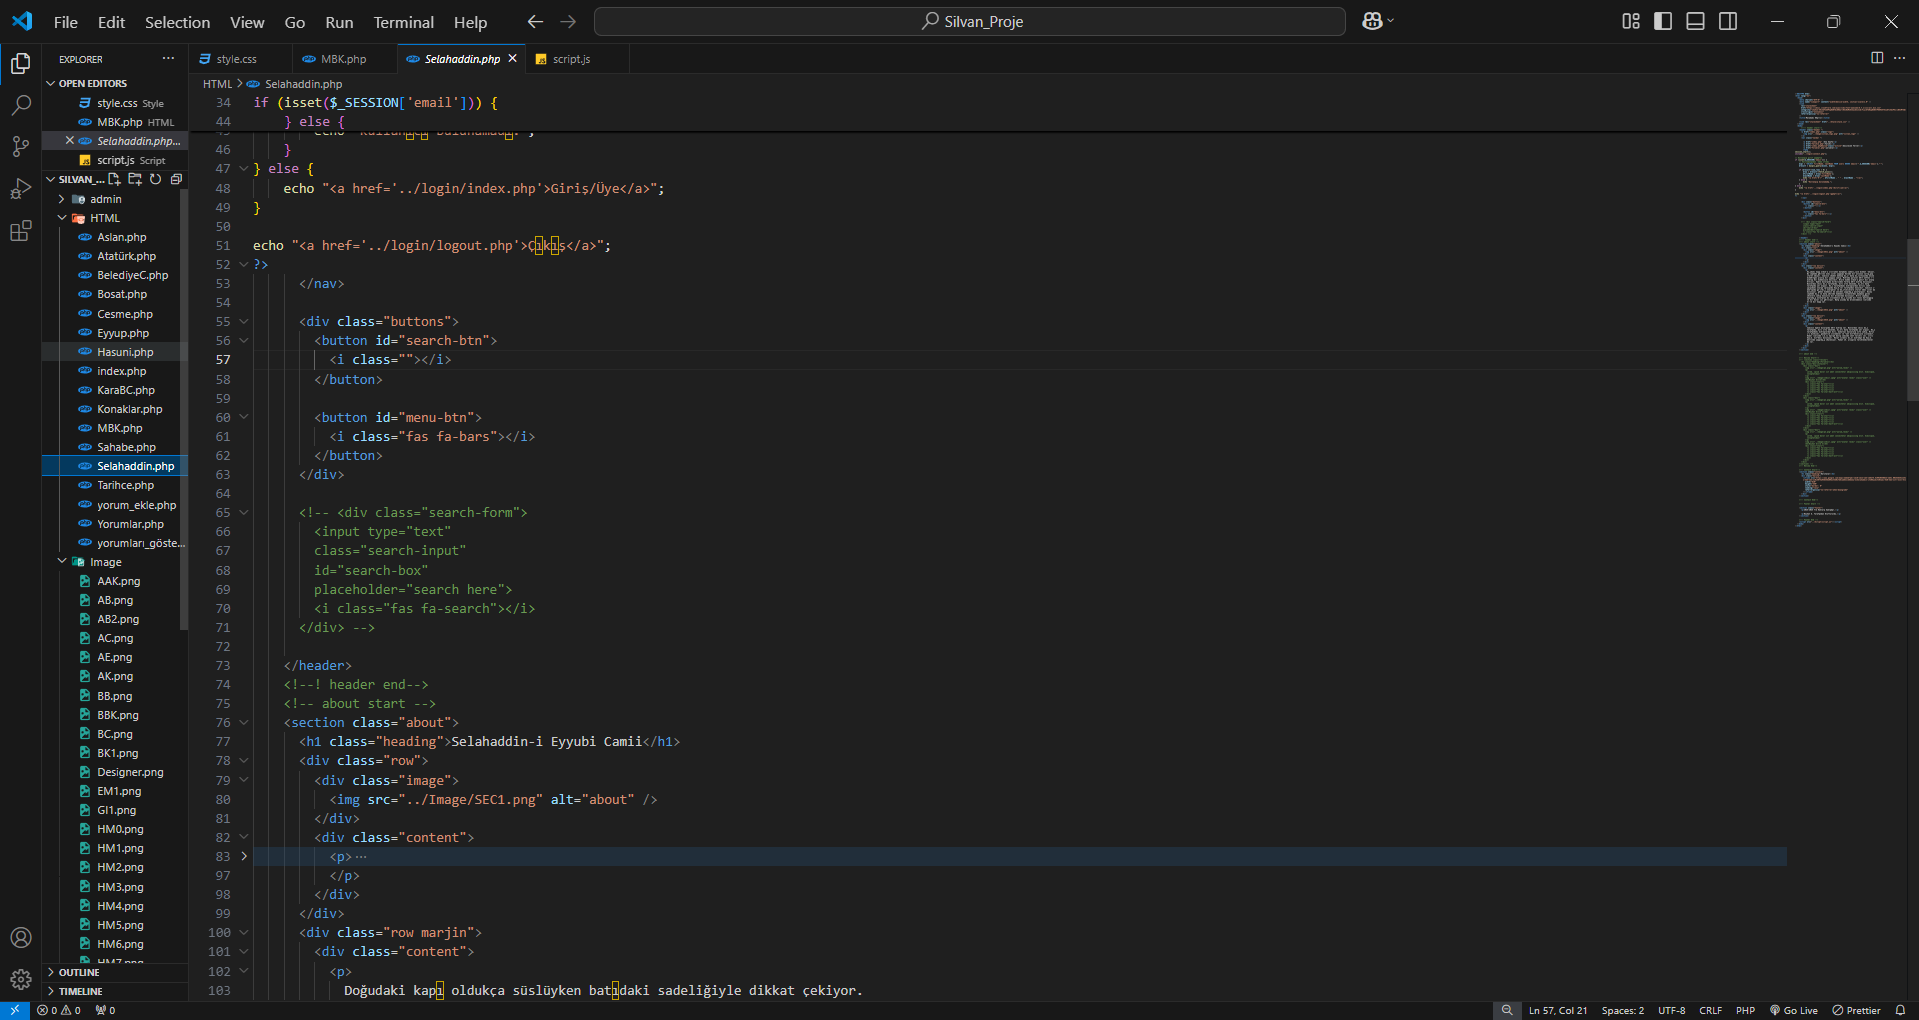 File Edit Selection View Go Run Terminal Help
Silvan_Proje
EXPLORER
OPEN EDITORS
style.css Style
MBK.php HTML
Selahaddin.php...
script.js Script
SILVAN_...
admin
HTML
Aslan.php
Atatürk.php
BelediyeC.php
Bosat.php
Cesme.php
Eyyup.php
Hasuni.php
index.php
KaraBC.php
Konaklar.php
MBK.php
Sahabe.php
Selahaddin.php
Tarihce.php
yorum_ekle.php
Yorumlar.php
yorumları_göste...
Image
AAK.png
AB.png
AB2.png
AC.png
AE.png
AK.png
BB.png
BBK.png
BC.png
BK1.png
Designer.png
EM1.png
GI1.png
HM0.png
HM1.png
HM2.png
HM3.png
HM4.png
HM5.png
HM6.png
HM7.png
OUTLINE
TIMELINE
style.css MBK.php Selahaddin.php script.js
HTML > Selahaddin.php
34 if (isset($_SESSION['email'])) {
44 } else {
46 }
47 } else {
48 echo "<a href='../login/index.php'>Giriş/Üye</a>";
49 }
50
51 echo "<a href='../login/logout.php'>Çıkış</a>";
52 ?>
53 </nav>
54
55 <div class="buttons">
56 <button id="search-btn">
57 <i class=""></i>
58 </button>
59
60 <button id="menu-btn">
61 <i class="fas fa-bars"></i>
62 </button>
63 </div>
64
65 <!-- <div class="search-form">
66 <input type="text"
67 class="search-input"
68 id="search-box"
69 placeholder="search here">
70 <i class="fas fa-search"></i>
71 </div> -->
72
73 </header>
74 <!--! header end-->
75 <!-- about start -->
76 <section class="about">
77 <h1 class="heading">Selahaddin-i Eyyubi Camii</h1>
78 <div class="row">
79 <div class="image">
80 <img src="../Image/SEC1.png" alt="about" />
81 </div>
82 <div class="content">
83 <p>···
97 </p>
98 </div>
99 </div>
100 <div class="row marjin">
101 <div class="content">
102 <p>
103 Doğudaki kapı oldukça süslüyken batıdaki sadeliğiyle dikkat çekiyor.
0 0 0
Ln 57, Col 21 Spaces: 2 UTF-8 CRLF PHP Go Live Prettier